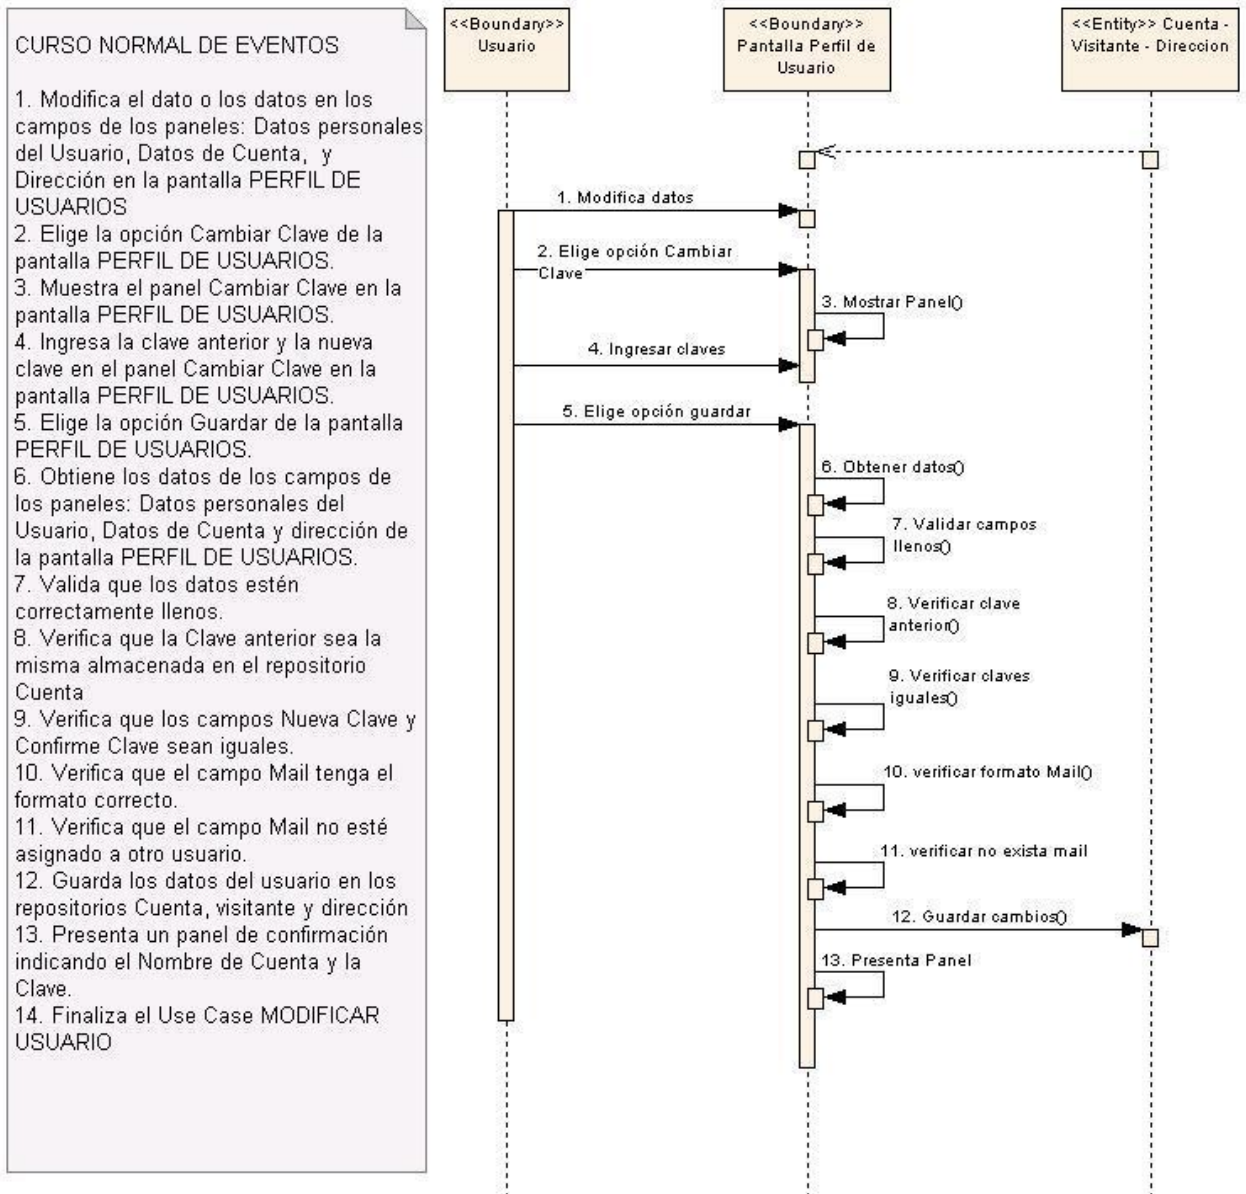 CURSO NORMAL DE EVENTOS
1. Modifica el dato o los datos en los
campos de los paneles: Datos personales
del Usuario, Datos de Cuenta,  y
Dirección en la pantalla PERFIL DE
USUARIOS
2. Elige la opción Cambiar Clave de la
pantalla PERFIL DE USUARIOS.
3. Muestra el panel Cambiar Clave en la
pantalla PERFIL DE USUARIOS.
4. Ingresa la clave anterior y la nueva
clave en el panel Cambiar Clave en la
pantalla PERFIL DE USUARIOS.
5. Elige la opción Guardar de la pantalla
PERFIL DE USUARIOS.
6. Obtiene los datos de los campos de
los paneles: Datos personales del
Usuario, Datos de Cuenta y dirección de
la pantalla PERFIL DE USUARIOS.
7. Valida que los datos estén
correctamente llenos.
8. Verifica que la Clave anterior sea la
misma almacenada en el repositorio
Cuenta
9. Verifica que los campos Nueva Clave y
Confirme Clave sean iguales.
10. Verifica que el campo Mail tenga el
formato correcto.
11. Verifica que el campo Mail no esté
asignado a otro usuario.
12. Guarda los datos del usuario en los
repositorios Cuenta, visitante y dirección
13. Presenta un panel de confirmación
indicando el Nombre de Cuenta y la
Clave.
14. Finaliza el Use Case MODIFICAR
USUARIO
<<Boundary>>
Usuario
<<Boundary>>
Pantalla Perfil de
Usuario
<<Entity>> Cuenta -
Visitante - Direccion
1. Modifica datos
2. Elige opción Cambiar
Clave
3. Mostrar Panel()
4. Ingresar claves
5. Elige opción guardar
6. Obtener datos()
7. Validar campos
llenos()
8. Verificar clave
anterior()
9. Verificar claves
iguales()
10. verificar formato Mail()
11. verificar no exista mail
12. Guardar cambios()
13. Presenta Panel